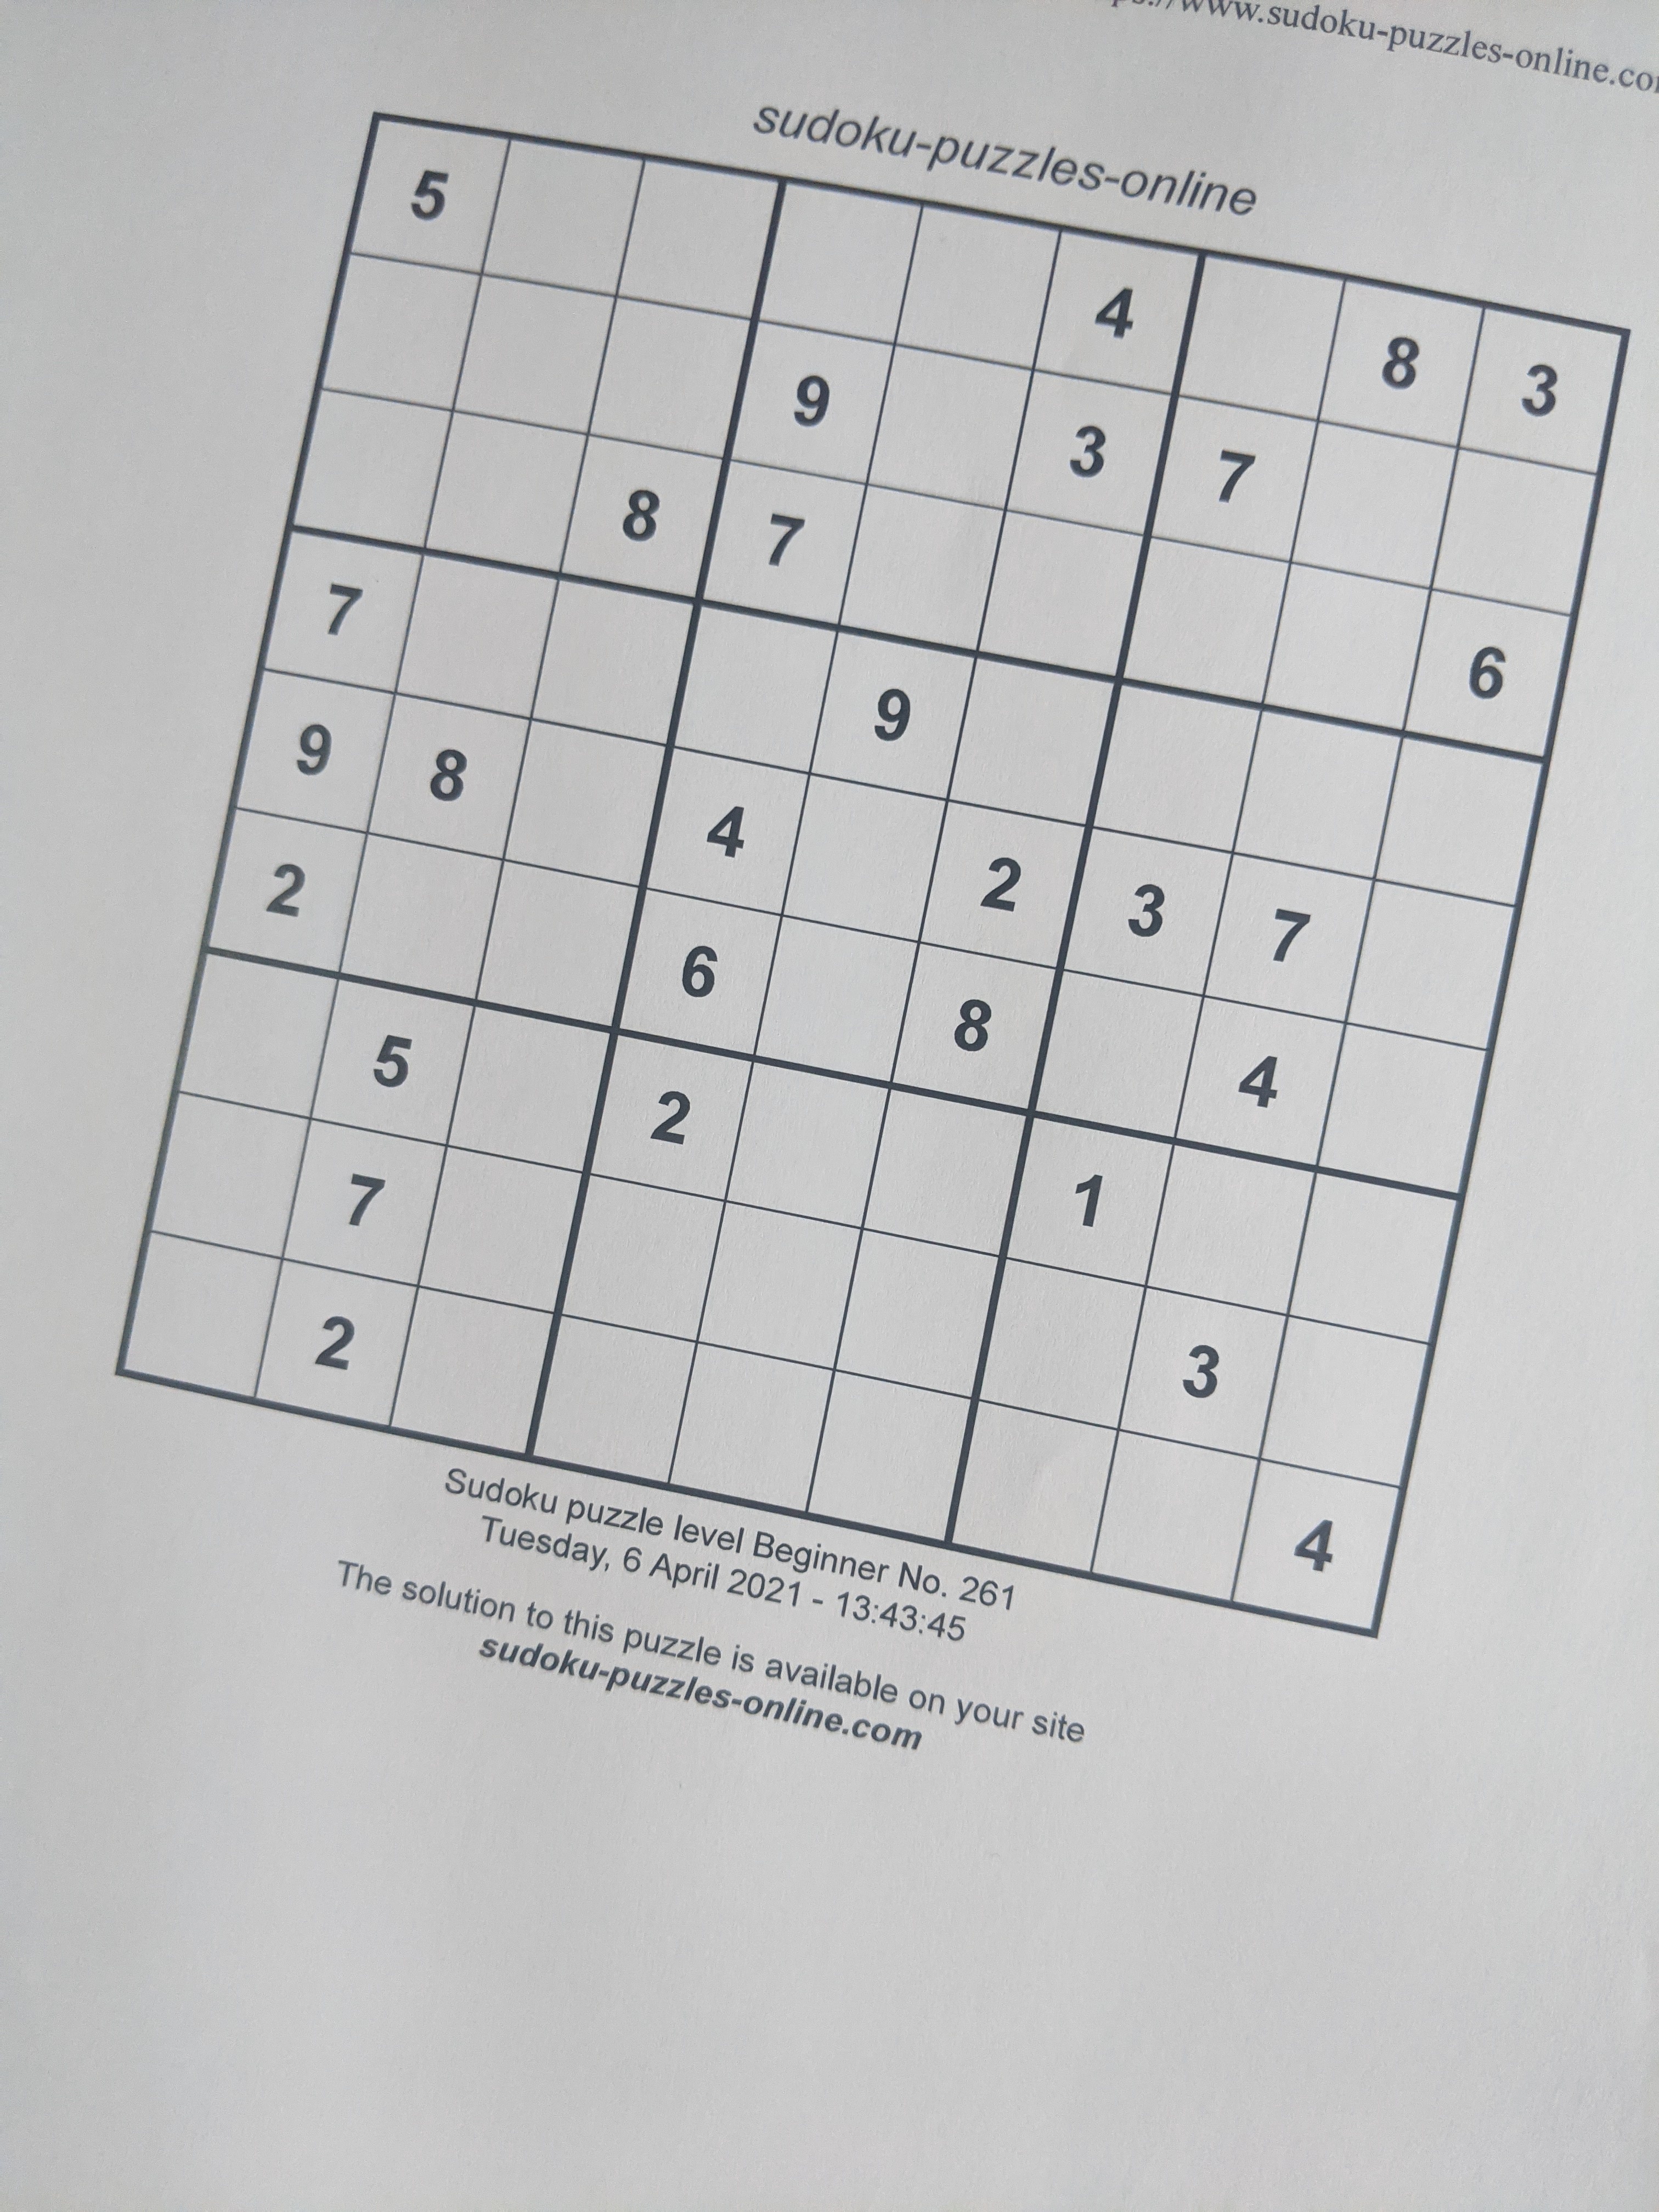 https://www.sudoku-puzzles-online.com
sudoku-puzzles-online
5 4 8 3
9 3 7
8 7 6
7 9
9 8 4 2 3 7
2 6 8 4
5 2 1
7 3
2 4
Sudoku puzzle level Beginner No. 261
Tuesday, 6 April 2021 - 13:43:45
The solution to this puzzle is available on your site
sudoku-puzzles-online.com